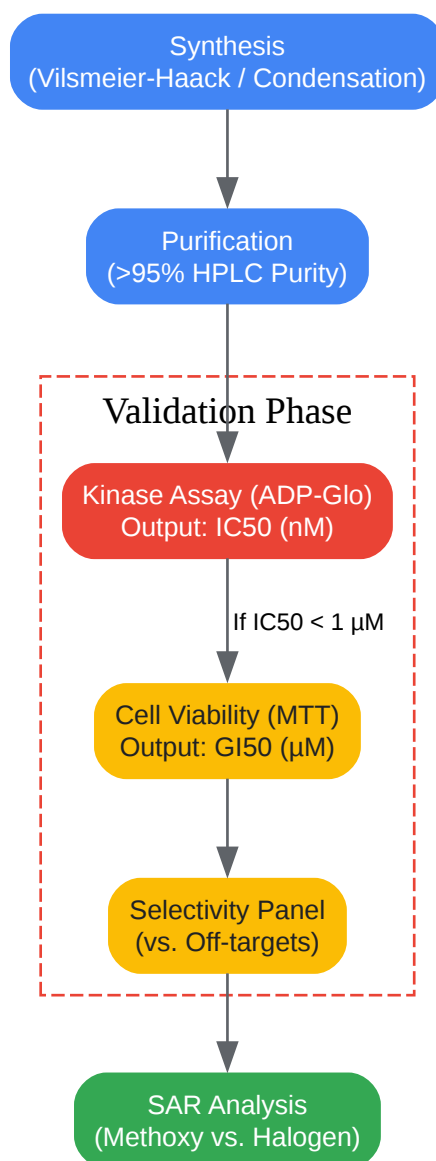 Synthesis
(Vilsmeier-Haack / Condensation)
Purification
(>95% HPLC Purity)
Validation Phase
Kinase Assay (ADP-Glo)
Output: IC50 (nM)
If IC50 < 1 µM
Cell Viability (MTT)
Output: GI50 (µM)
Selectivity Panel
(vs. Off-targets)
SAR Analysis
(Methoxy vs. Halogen)